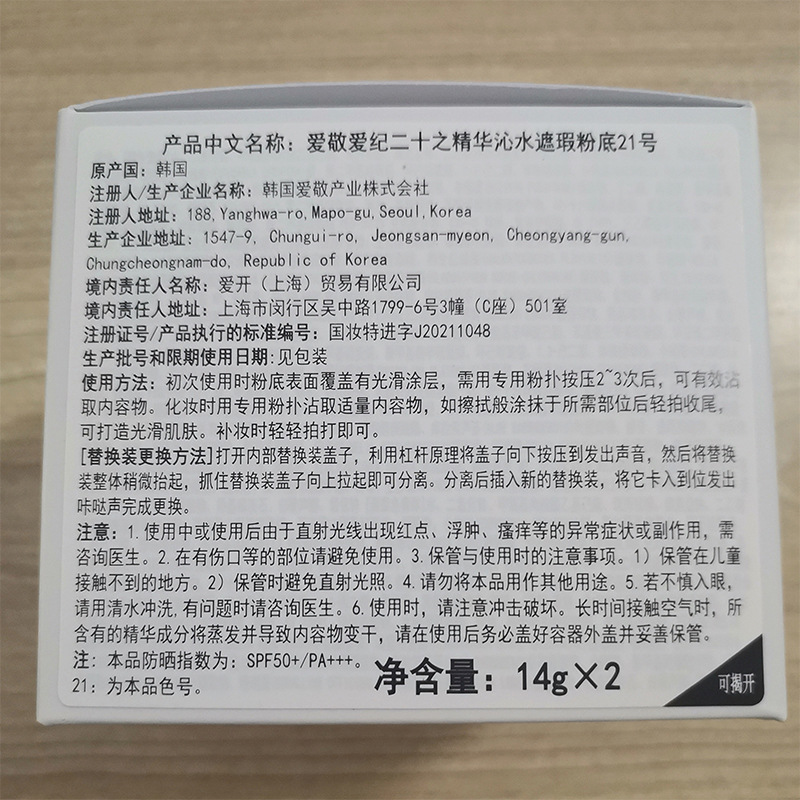 产品中文名称：爱敬爱纪二十之精华沁水遮瑕粉底21号
原产国：韩国
注册人/生产企业名称：韩国爱敬产业株式会社
注册人地址：188,Yanghwa-ro,Mapo-gu,Seoul,Korea
生产企业地址：1547-9, Chungui-ro, Jeongsan-myeon, Cheongyang-gun,
Chungcheongnam-do, Republic of Korea
境内责任人名称：爱开（上海）贸易有限公司
境内责任人地址：上海市闵行区吴中路1799-6号3幢（C座）501室
注册证号/产品执行的标准编号：国妆特进字J20211048
生产批号和限期使用日期:见包装
使用方法：初次使用时粉底表面覆盖有光滑涂层，需用专用粉扑按压2~3次后，可有效沾
取内容物。化妆时用专用粉扑沾取适量内容物，如擦拭般涂抹于所需部位后轻拍收尾，
可打造光滑肌肤。补妆时轻轻拍打即可。
[替换装更换方法]打开内部替换装盖子，利用杠杆原理将盖子向下按压到发出声音，然后将替换
装整体稍微抬起，抓住替换装盖子向上拉起即可分离。分离后插入新的替换装，将它卡入到位发出
咔哒声完成更换。
注意：1.使用中或使用后由于直射光线出现红点、浮肿、瘙痒等的异常症状或副作用，需
咨询医生。2.在有伤口等的部位请避免使用。3.保管与使用时的注意事项。1）保管在儿童
接触不到的地方。2）保管时避免直射光照。4.请勿将本品用作其他用途。5.若不慎入眼，
请用清水冲洗,有问题时请咨询医生。6.使用时，请注意冲击破坏。长时间接触空气时，所
含有的精华成分将蒸发并导致内容物变干，请在使用后务必盖好容器外盖并妥善保管。
注：本品防晒指数为：SPF50+/PA+++。
21：为本品色号。
净含量：14g×2
可揭开